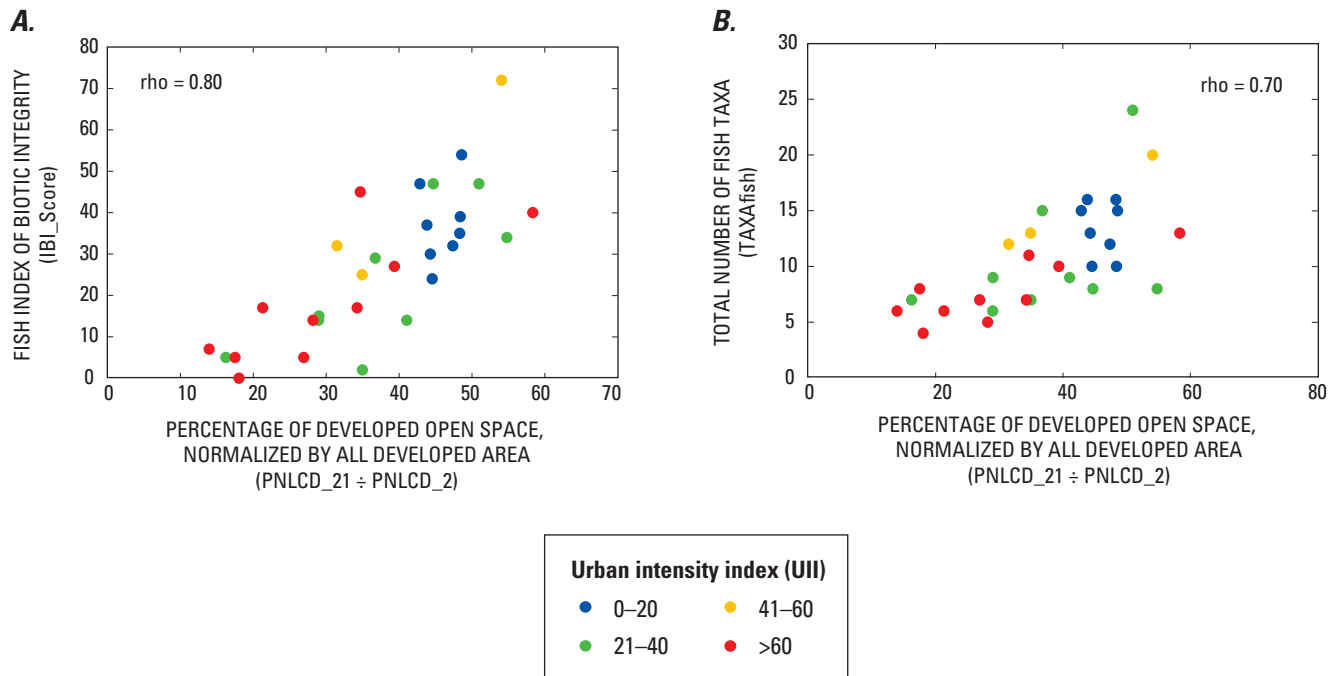 A.
FISH INDEX OF BIOTIC INTEGRITY
(IBI_Score)
80
70
60
50
40
30
20
10
0
rho = 0.80
0 10 20 30 40 50 60 70
PERCENTAGE OF DEVELOPED OPEN SPACE,
NORMALIZED BY ALL DEVELOPED AREA
(PNLCD_21 ÷ PNLCD_2)
B.
TOTAL NUMBER OF FISH TAXA
(TAXAfish)
30
25
20
15
10
5
0
rho = 0.70
0 20 40 60 80
PERCENTAGE OF DEVELOPED OPEN SPACE,
NORMALIZED BY ALL DEVELOPED AREA
(PNLCD_21 ÷ PNLCD_2)
Urban intensity index (UII)
0–20 41–60
21–40 >60